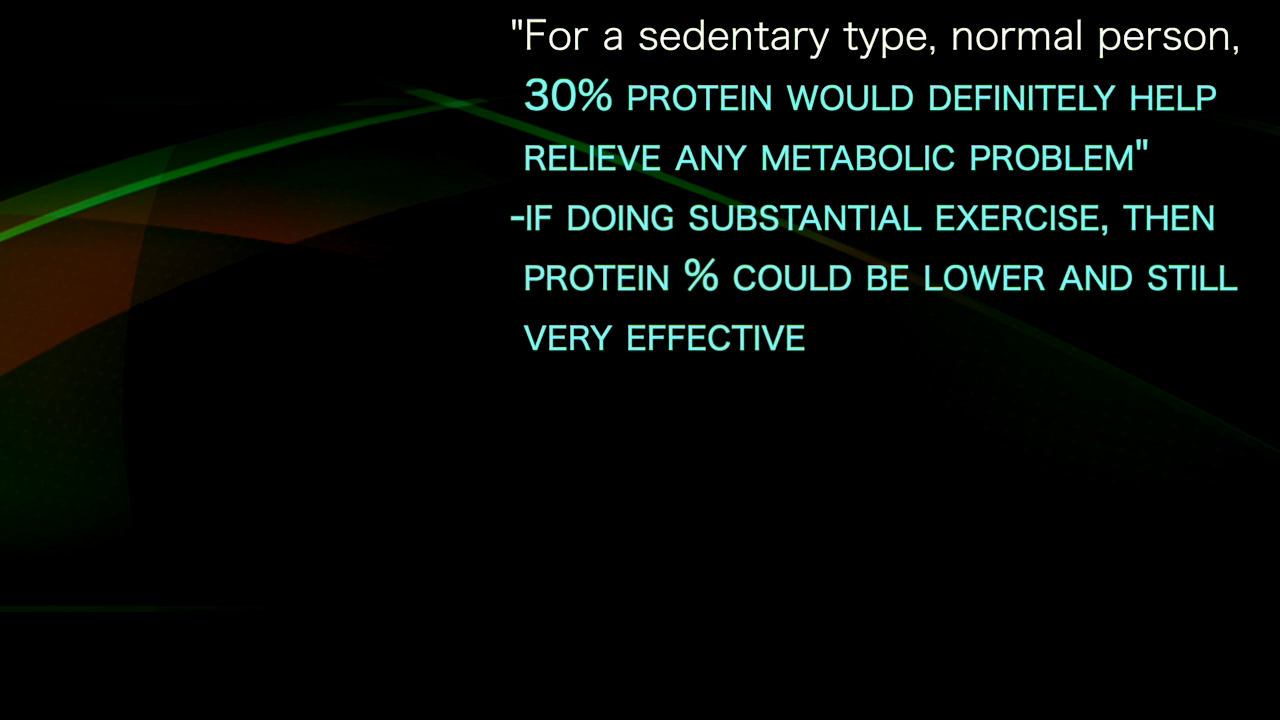 "For a sedentary type, normal person,
30% PROTEIN WOULD DEFINITELY HELP
RELIEVE ANY METABOLIC PROBLEM"
-IF DOING SUBSTANTIAL EXERCISE, THEN
PROTEIN % COULD BE LOWER AND STILL
VERY EFFECTIVE